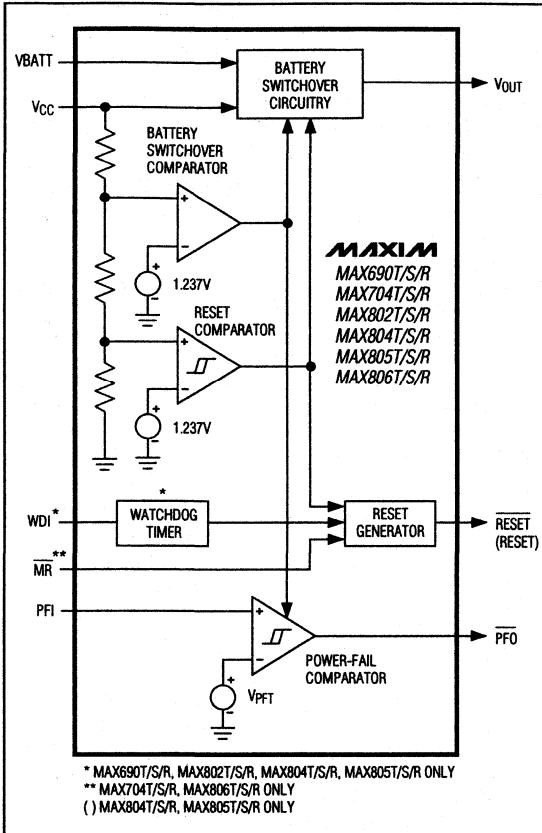 VBATT
VCC
BATTERY
SWITCHOVER
CIRCUITRY
VOUT
BATTERY
SWITCHOVER
COMPARATOR
+
−
+
−
1.237V
RESET
COMPARATOR
+
−
+
−
1.237V
MAXIM
MAX690T/S/R
MAX704T/S/R
MAX802T/S/R
MAX804T/S/R
MAX805T/S/R
MAX806T/S/R
WDI*
*
WATCHDOG
TIMER
RESET
GENERATOR
RESET
(RESET)
MR**
PFI
+
−
PFO
POWER-FAIL
COMPARATOR
+
−
VPFT
* MAX690T/S/R, MAX802T/S/R, MAX804T/S/R, MAX805T/S/R ONLY
** MAX704T/S/R, MAX806T/S/R ONLY
( ) MAX804T/S/R, MAX805T/S/R ONLY